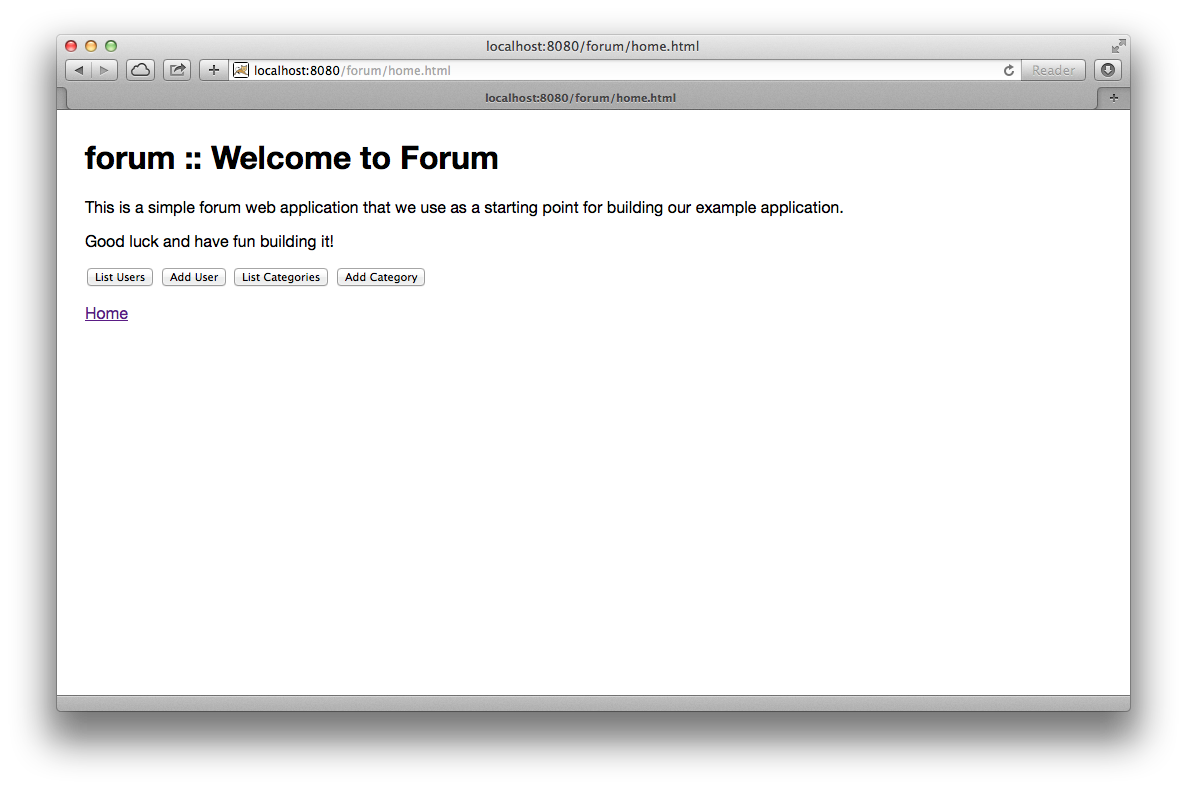 localhost:8080/forum/home.html
localhost:8080/forum/home.html Reader
localhost:8080/forum/home.html
forum :: Welcome to Forum
This is a simple forum web application that we use as a starting point for building our example application.
Good luck and have fun building it!
List Users Add User List Categories Add Category
Home